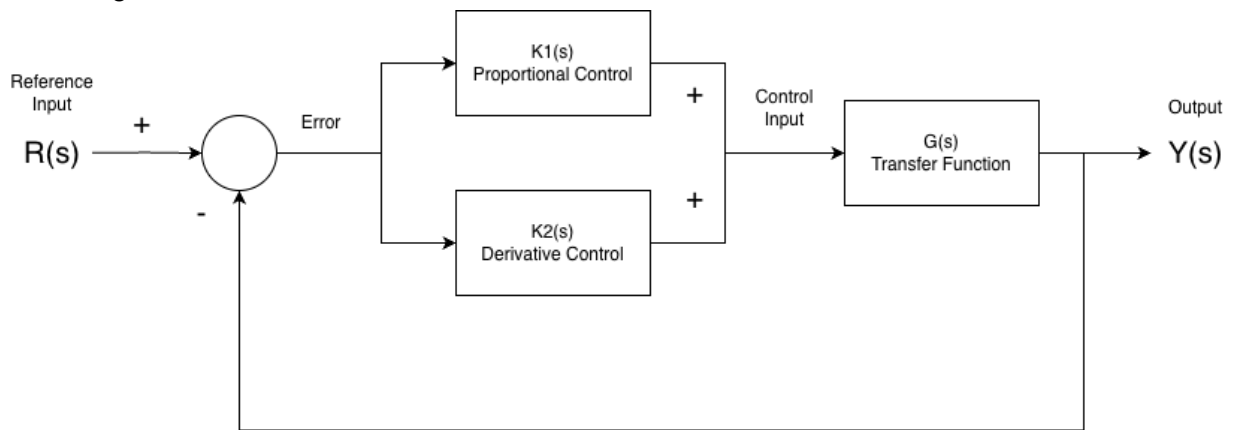 K1(s)
Proportional Control
Reference
Input
R(s)
+
Error
+
Control
Input
G(s)
Transfer Function
Output
Y(s)
-
+
K2(s)
Derivative Control